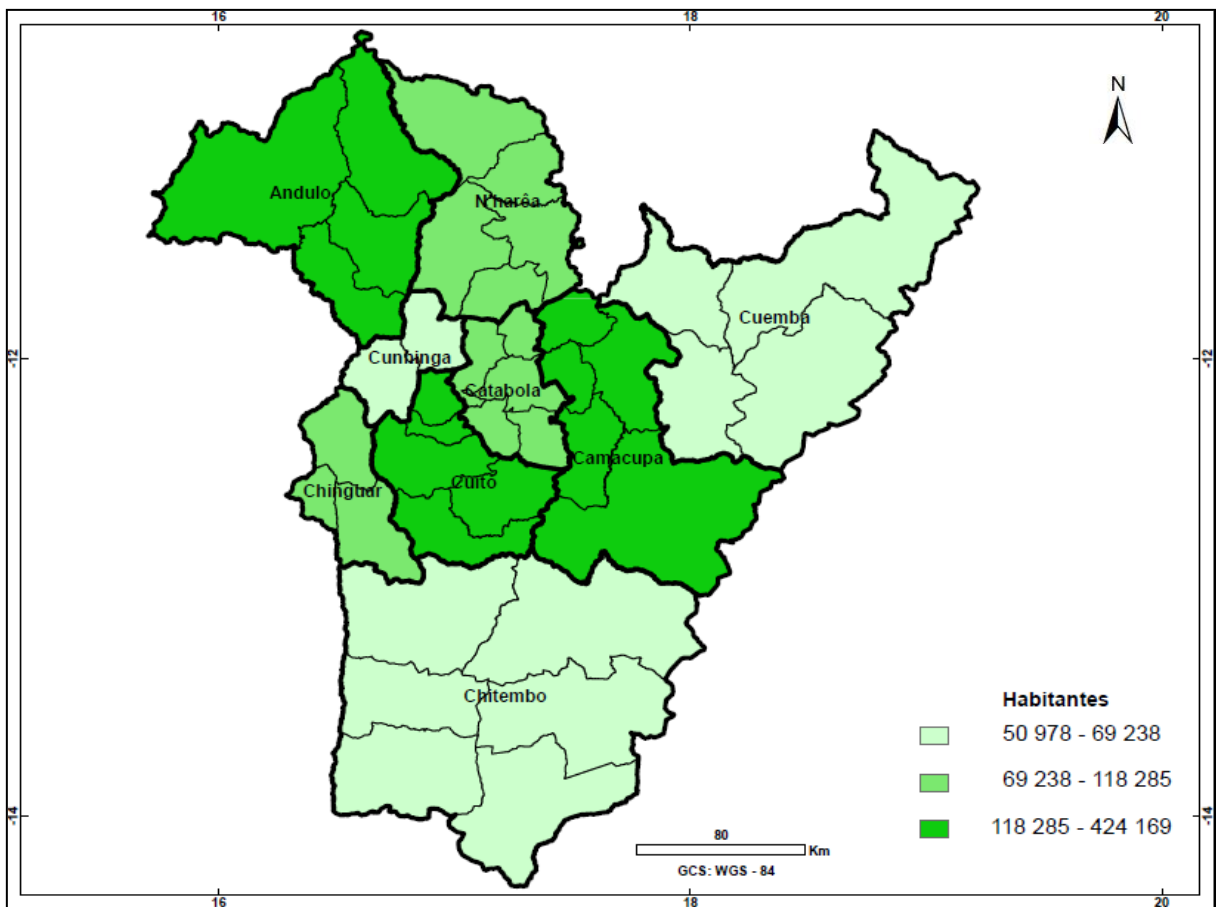 16 18 20
N
Andulo
N'harêa
Cuemba
-12 -12
Cunhinga
Catabola
Camacupa
Cuito
Chinguar
Chitembo
Habitantes
50 978 - 69 238
69 238 - 118 285
118 285 - 424 169
-14 -14
80
Km
GCS: WGS - 84
16 18 20